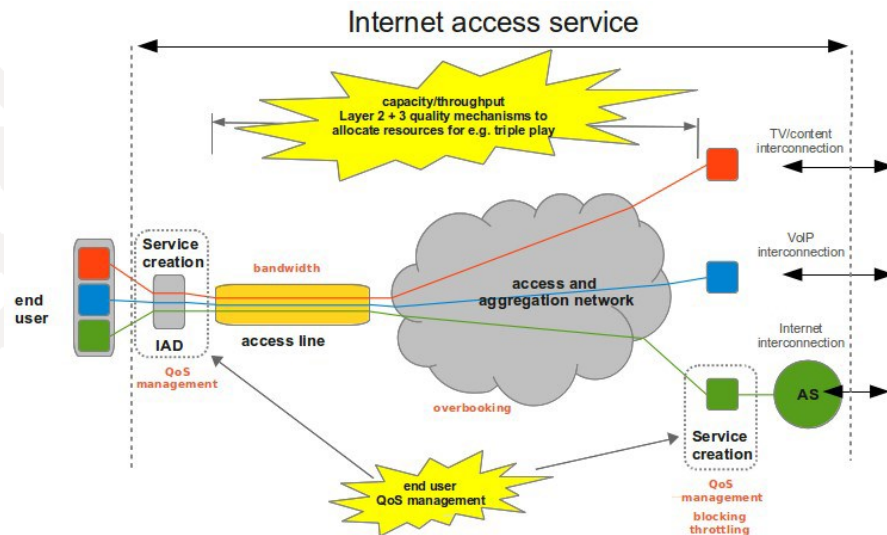 Internet access service
capacity/throughput
Layer 2 + 3 quality mechanisms to
allocate resources for e.g. triple play
TV/content
interconnection
Service
creation
bandwidth
VoIP
interconnection
end
user
access and
aggregation network
IAD
access line
Internet
interconnection
QoS
management
overbooking
AS
Service
creation
end user
QoS management
QoS
management
blocking
throttling